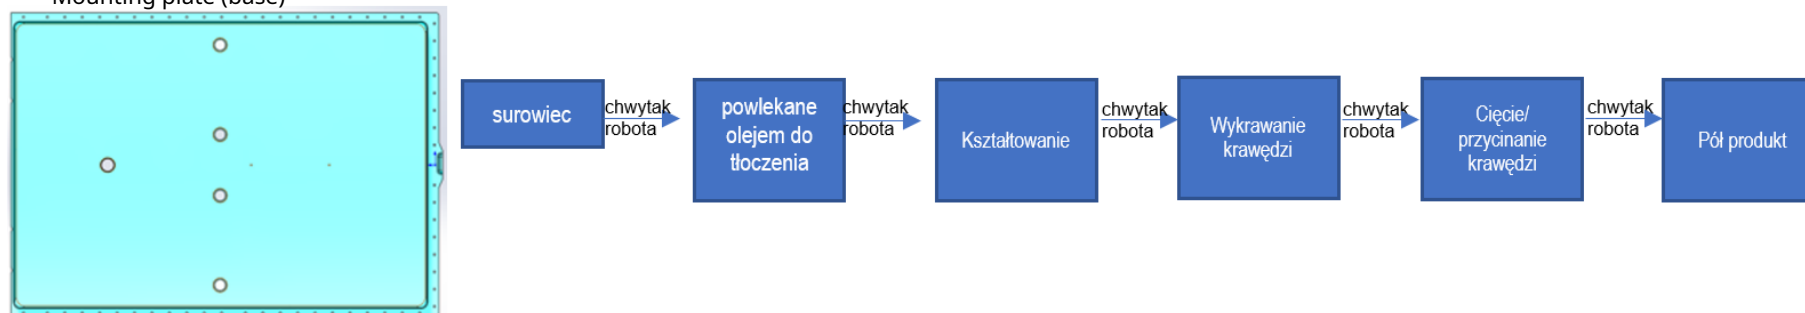 Mounting plate (base)
surowiec
chwytak
robota
powlekane
olejem do
tłoczenia
chwytak
robota
Kształtowanie
chwytak
robota
Wykrawanie
krawędzi
chwytak
robota
Cięcie/
przycinanie
krawędzi
chwytak
robota
Pół produkt